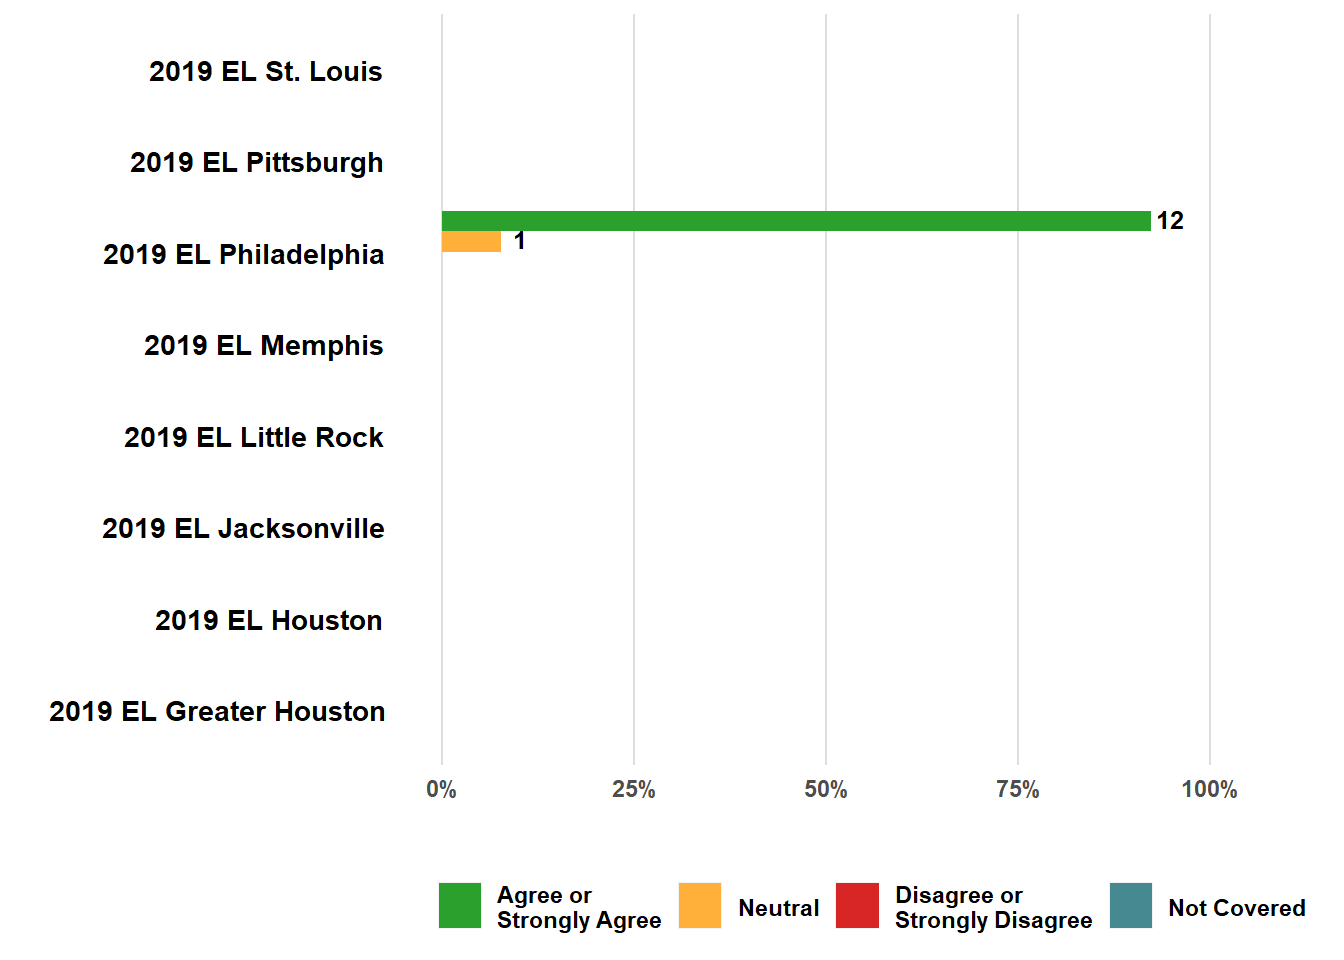 2019 EL St. Louis
2019 EL Pittsburgh
12
1
2019 EL Philadelphia
2019 EL Memphis
2019 EL Little Rock
2019 EL Jacksonville
2019 EL Houston
2019 EL Greater Houston
0% 25% 50% 75% 100%
Agree or
Strongly Agree
Neutral
Disagree or
Strongly Disagree
Not Covered